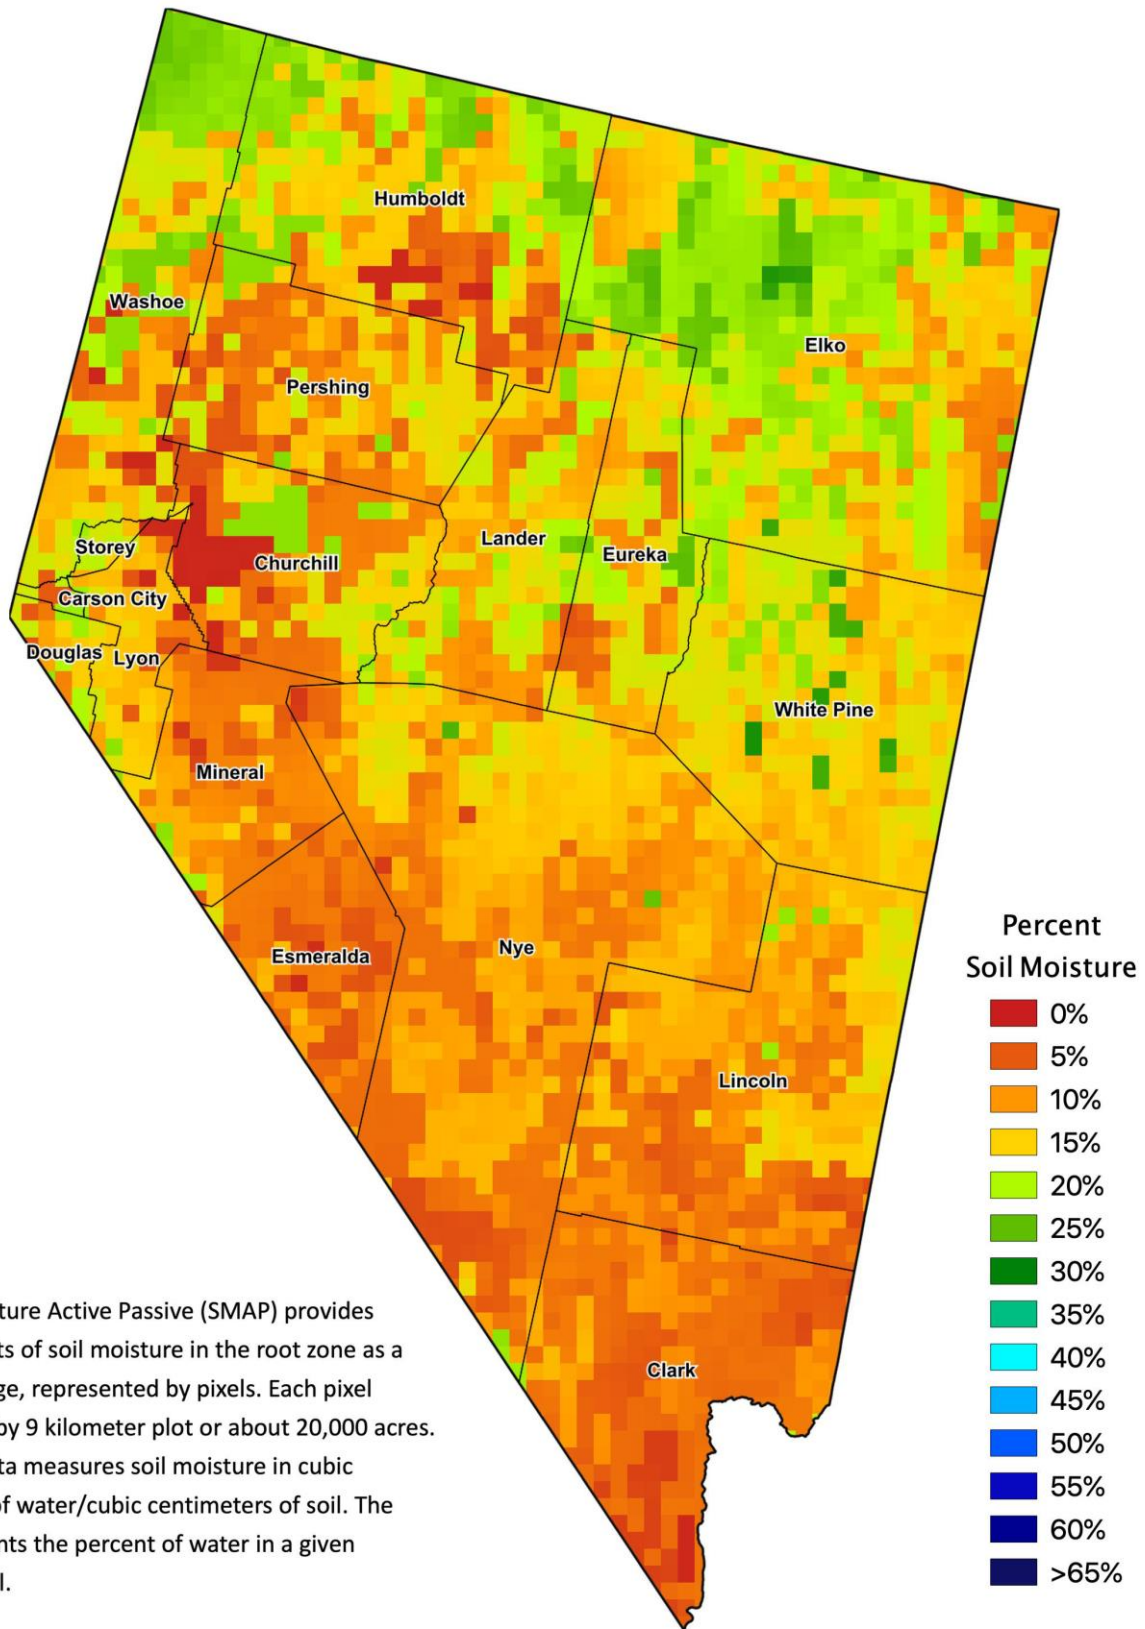 Humboldt
Washoe
Elko
Pershing
Lander
Storey
Eureka
Churchill
Carson City
Douglas
Lyon
White Pine
Mineral
Nye
Esmeralda
Lincoln
Clark
Percent
Soil Moisture
0%
5%
10%
15%
20%
25%
30%
35%
40%
45%
50%
55%
60%
>65%
ture Active Passive (SMAP) provides
ts of soil moisture in the root zone as a
ge, represented by pixels. Each pixel
by 9 kilometer plot or about 20,000 acres.
ta measures soil moisture in cubic
of water/cubic centimeters of soil. The
nts the percent of water in a given
l.